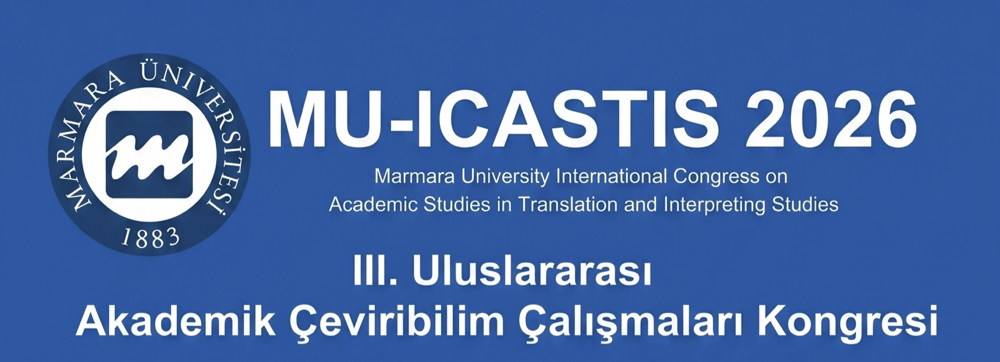 MARMARA ÜNİVERSİTESİ
1883
MU-ICASTIS 2026
Marmara University International Congress on
Academic Studies in Translation and Interpreting Studies
III. Uluslarararası
Akademik Çeviribilim Çalışmaları Kongresi